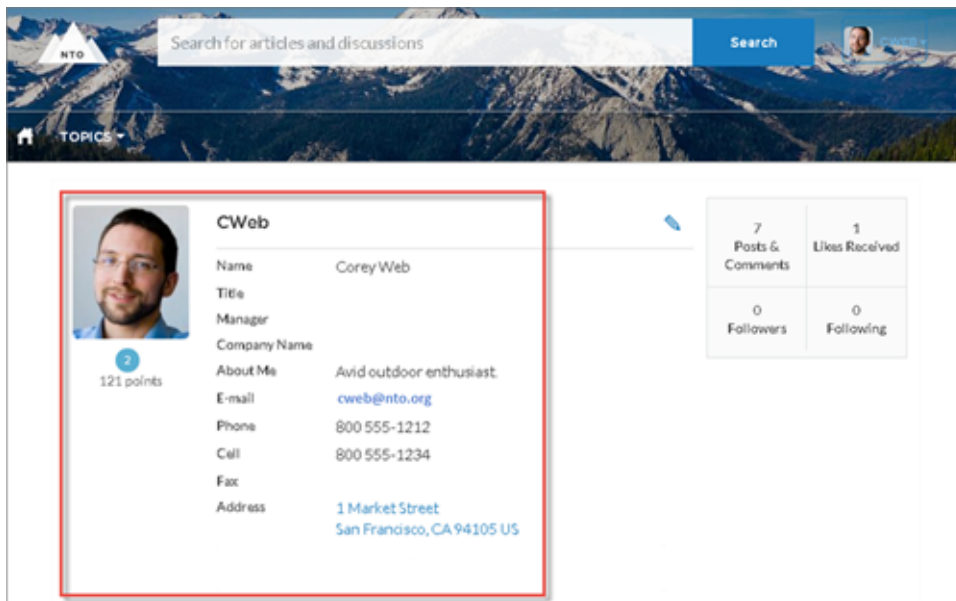 NTO
Search for articles and discussions
Search
CWEB
TOPICS
CWeb
Name Corey Web
Title
Manager
Company Name
About Me Avid outdoor enthusiast.
E-mail cweb@nto.org
Phone 800 555-1212
Cell 800 555-1234
Fax
Address 1 Market Street
San Francisco, CA 94105 US
2
121 points
7
Posts &
Comments
1
Likes Received
0
Followers
0
Following